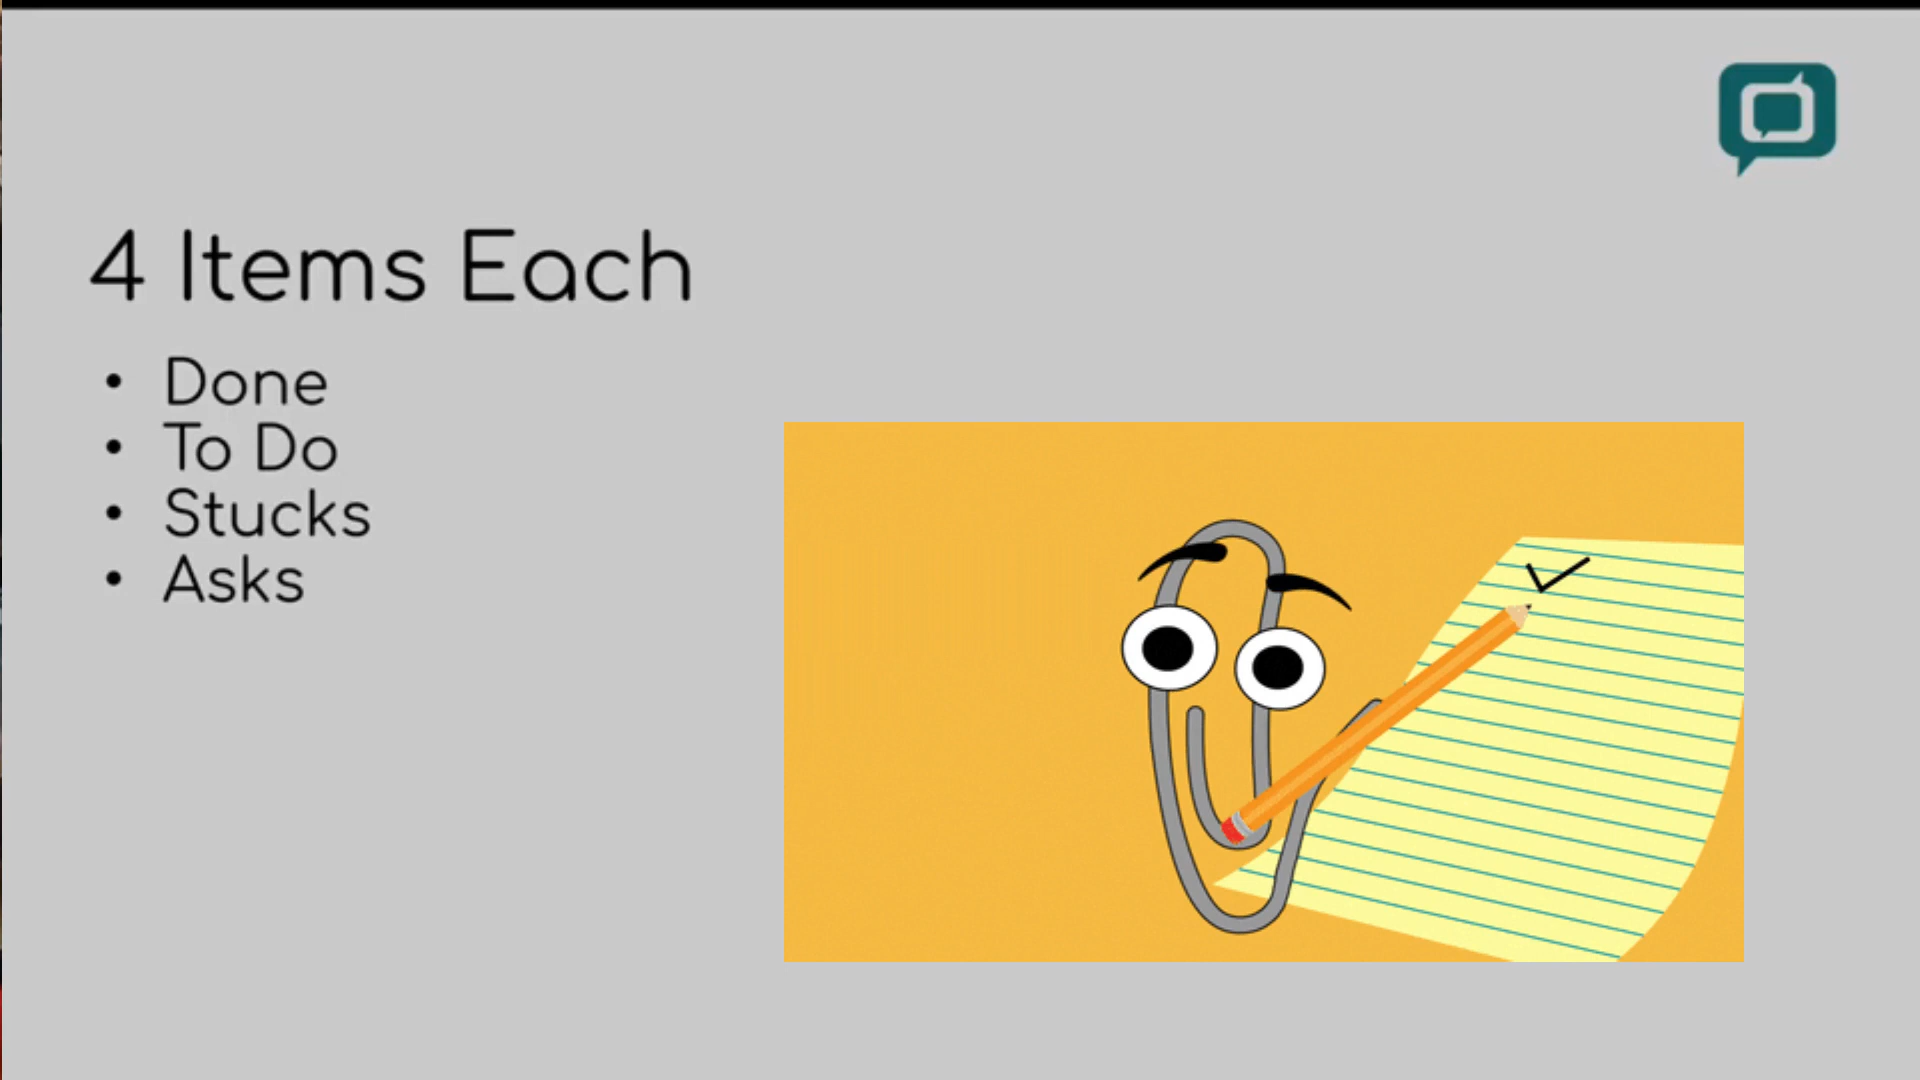 4 Items Each
• Done
• To Do
• Stucks
• Asks